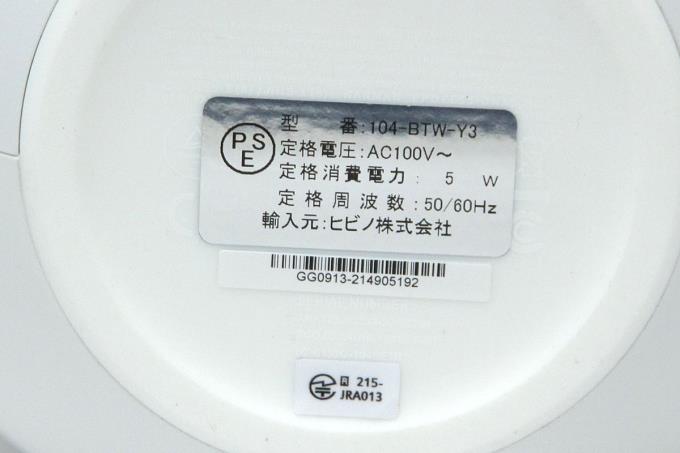 型 番:104-BTW-Y3
PSE
定格電圧:AC100V～
定格消費電力: 5 W
定格周波数:50/60Hz
輸入元:ヒビノ株式会社
GG0913-214905192
R 215-
JRA013